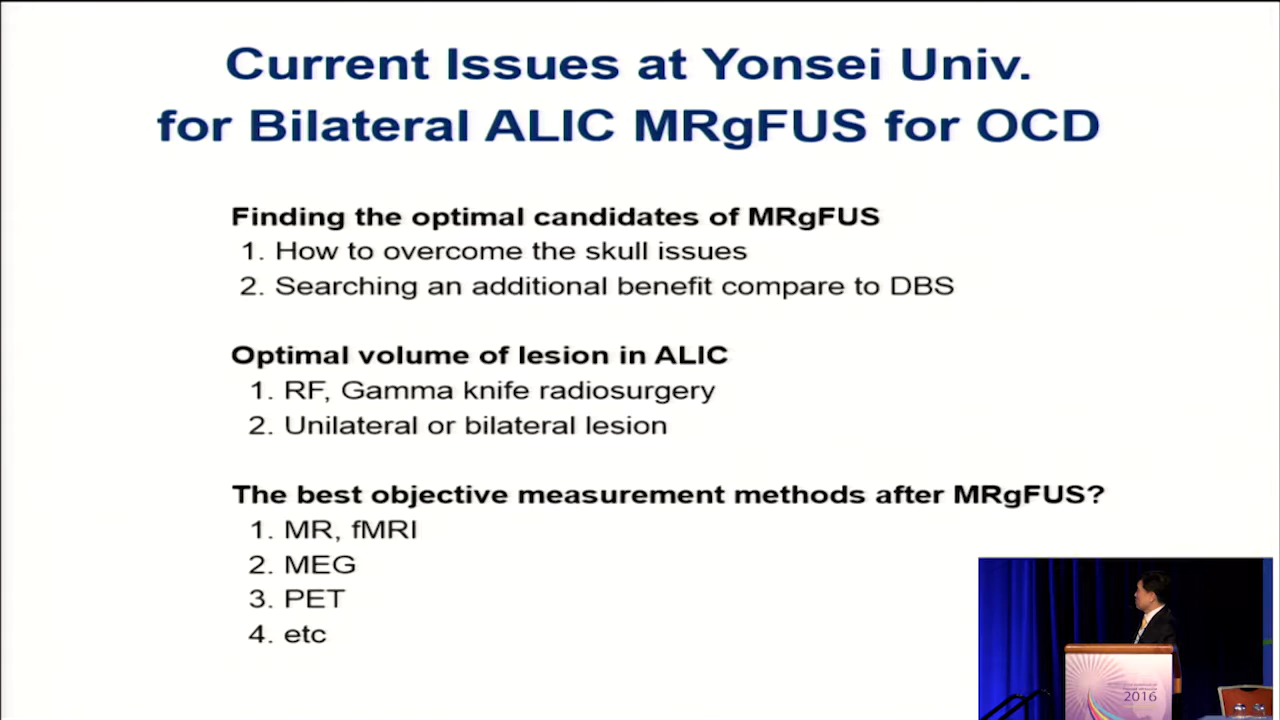 Current Issues at Yonsei Univ.
for Bilateral ALIC MRgFUS for OCD
Finding the optimal candidates of MRgFUS
1. How to overcome the skull issues
2. Searching an additional benefit compare to DBS
Optimal volume of lesion in ALIC
1. RF, Gamma knife radiosurgery
2. Unilateral or bilateral lesion
The best objective measurement methods after MRgFUS?
1. MR, fMRI
2. MEG
3. PET
4. etc
2016